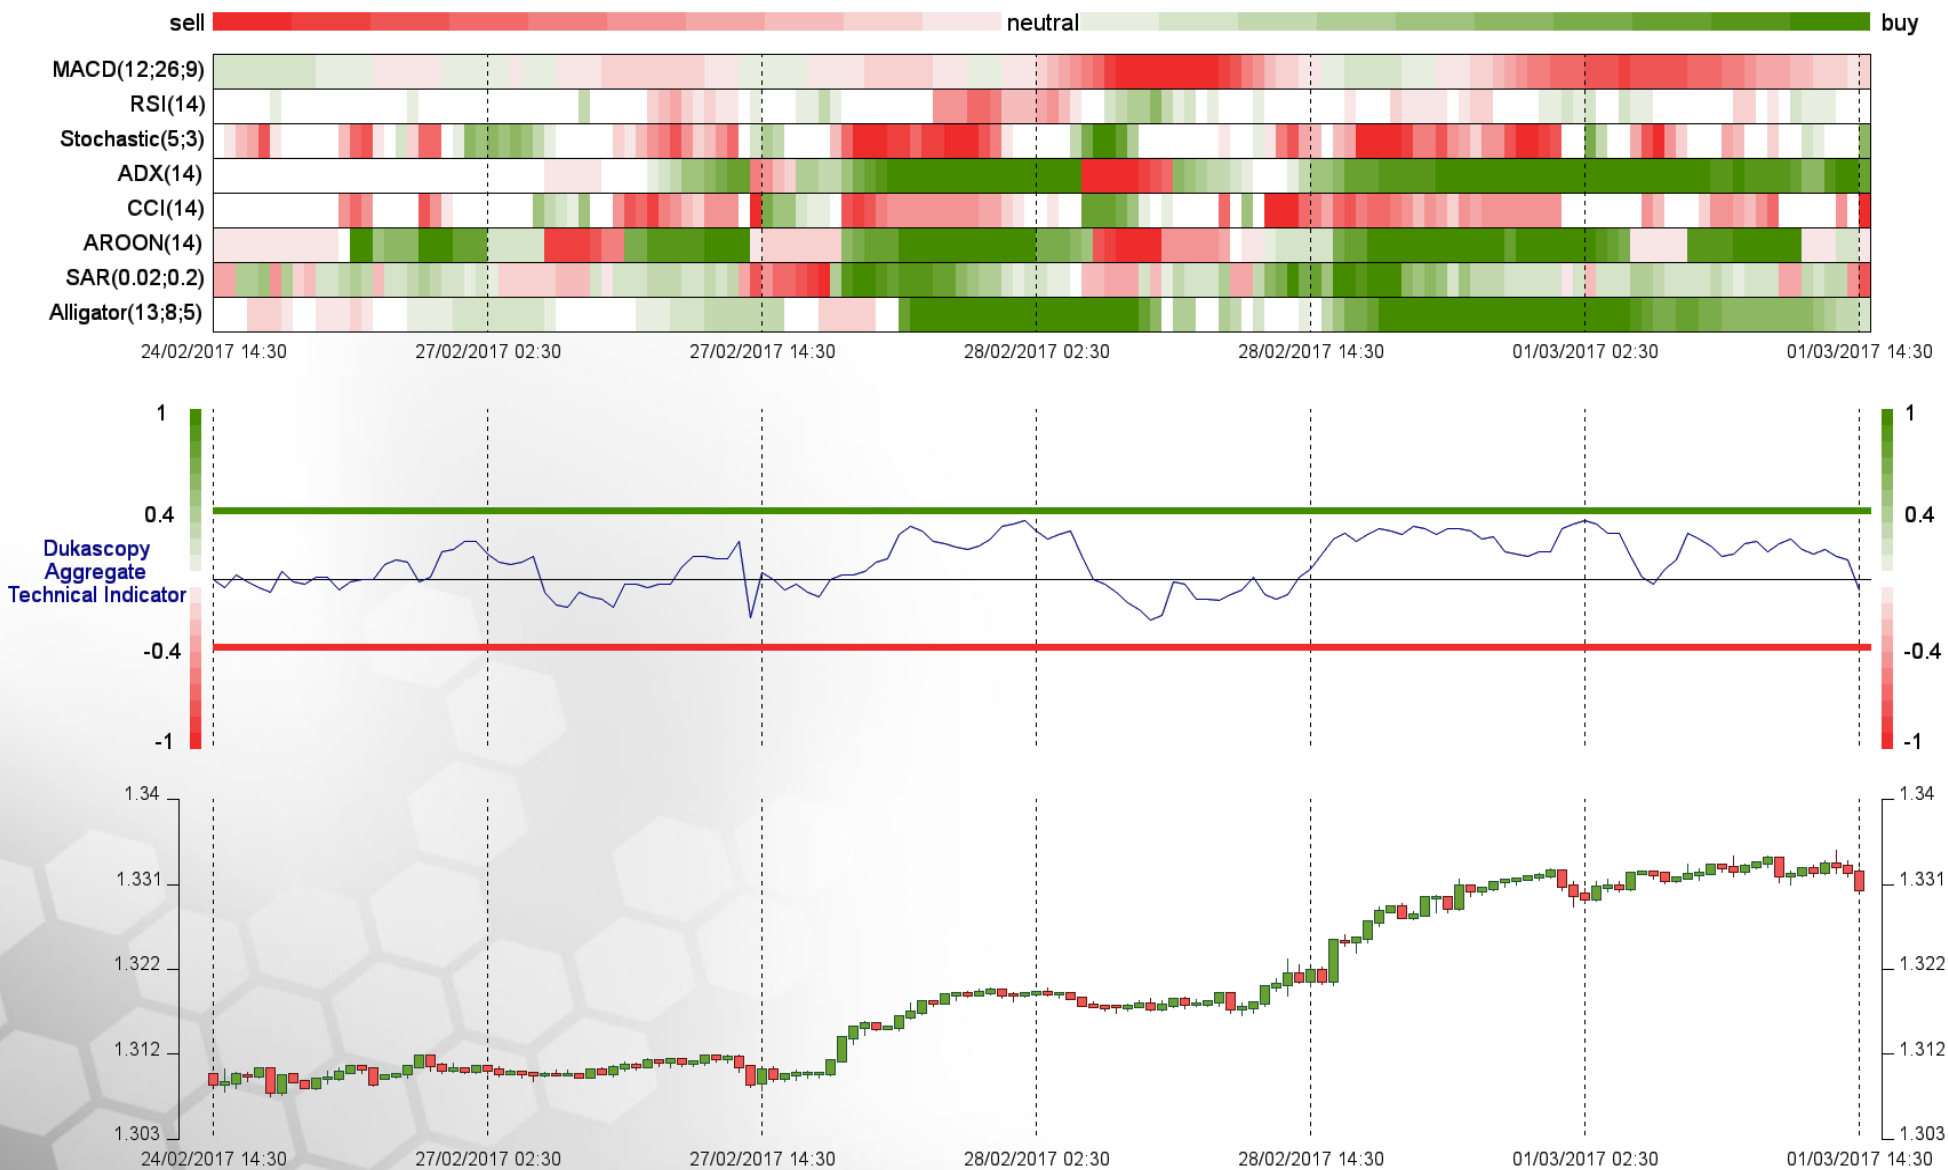 sell neutral buy
MACD(12;26;9)
RSI(14)
Stochastic(5;3)
ADX(14)
CCI(14)
AROON(14)
SAR(0.02;0.2)
Alligator(13;8;5)
24/02/2017 14:30 27/02/2017 02:30 27/02/2017 14:30 28/02/2017 02:30 28/02/2017 14:30 01/03/2017 02:30 01/03/2017 14:30
1 1
0.4 0.4
Dukascopy
Aggregate
Technical Indicator
-0.4 -0.4
-1 -1
1.34 1.34
1.331 1.331
1.322 1.322
1.312 1.312
1.303 1.303
24/02/2017 14:30 27/02/2017 02:30 27/02/2017 14:30 28/02/2017 02:30 28/02/2017 14:30 01/03/2017 02:30 01/03/2017 14:30